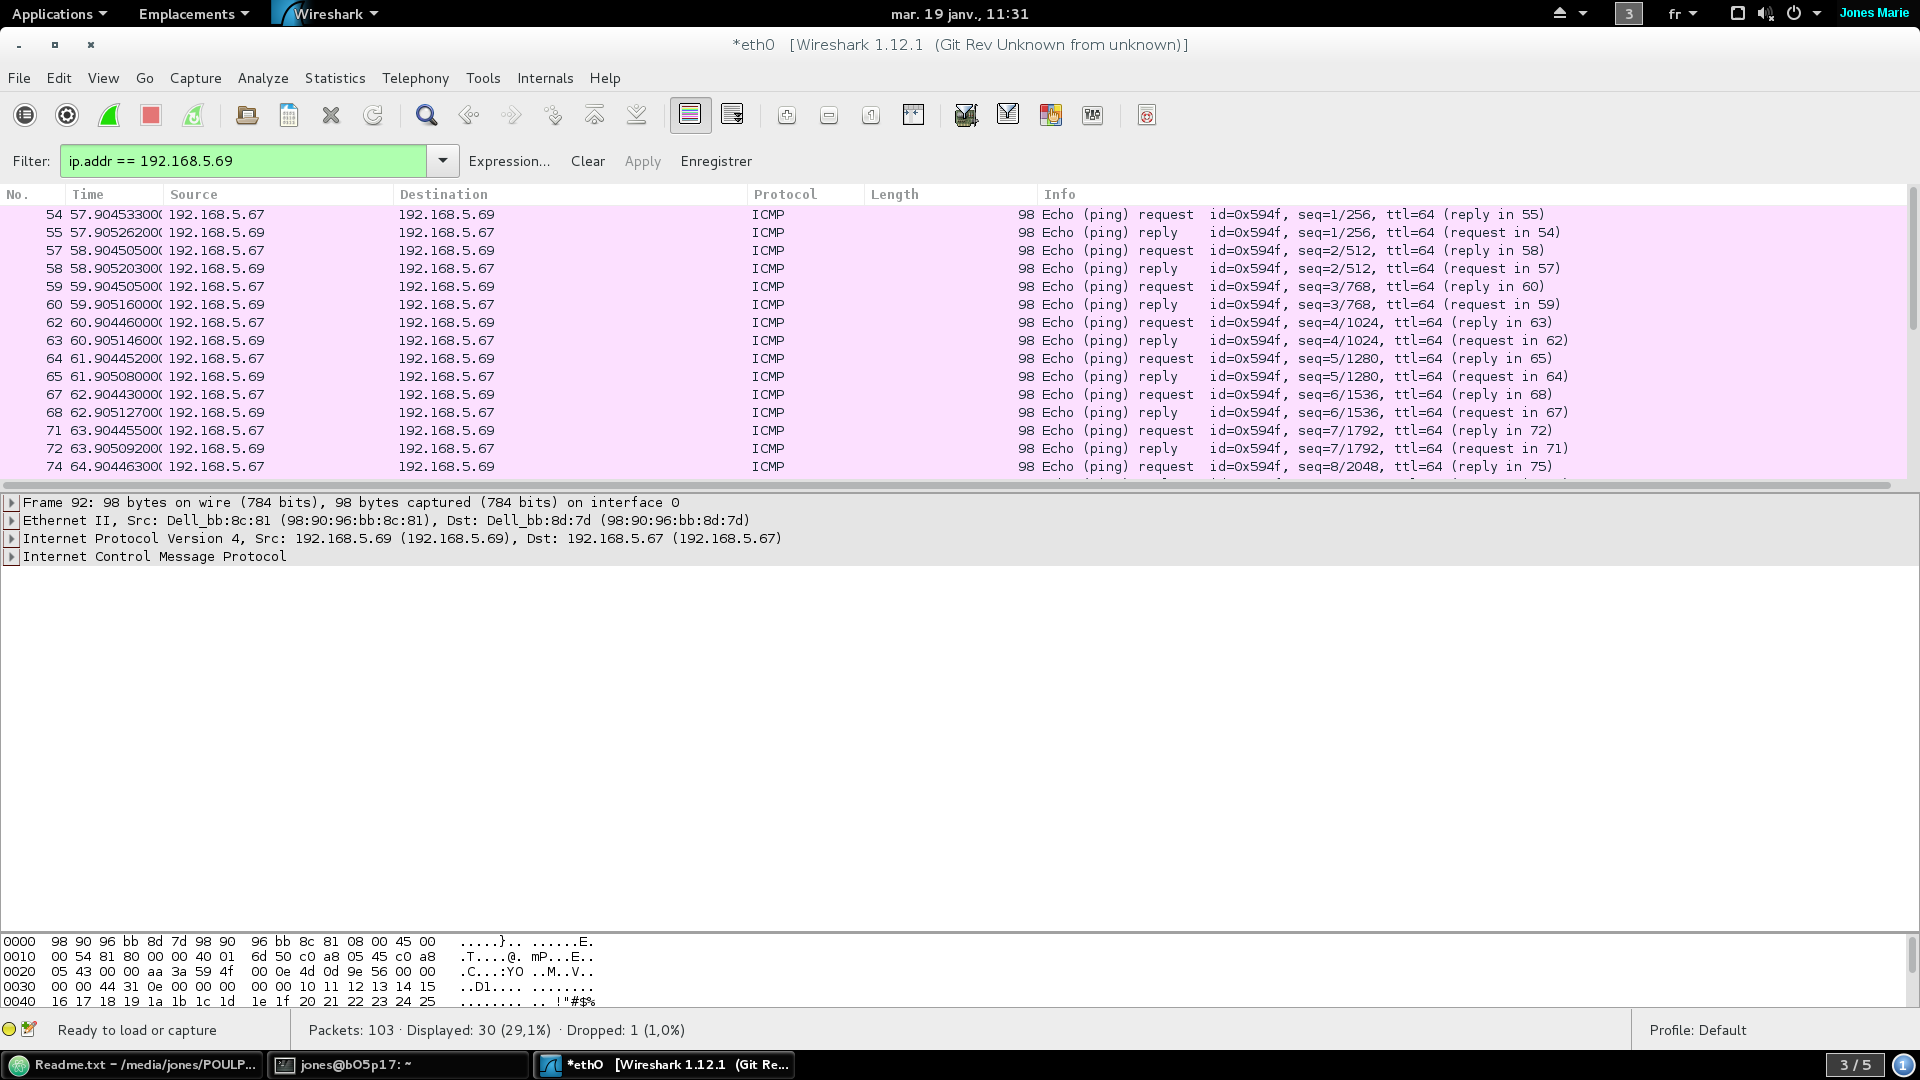 Applications Emplacements Wireshark mar. 19 janv., 11:31 3 fr Jones Marie
*eth0 [Wireshark 1.12.1 (Git Rev Unknown from unknown)]
File Edit View Go Capture Analyze Statistics Telephony Tools Internals Help
Filter: ip.addr == 192.168.5.69 Expression... Clear Apply Enregistrer
No. Time Source Destination Protocol Length Info
54 57.904533000 192.168.5.67 192.168.5.69 ICMP 98 Echo (ping) request id=0x594f, seq=1/256, ttl=64 (reply in 55)
55 57.905262000 192.168.5.69 192.168.5.67 ICMP 98 Echo (ping) reply id=0x594f, seq=1/256, ttl=64 (request in 54)
57 58.904505000 192.168.5.67 192.168.5.69 ICMP 98 Echo (ping) request id=0x594f, seq=2/512, ttl=64 (reply in 58)
58 58.905203000 192.168.5.69 192.168.5.67 ICMP 98 Echo (ping) reply id=0x594f, seq=2/512, ttl=64 (request in 57)
59 59.904505000 192.168.5.67 192.168.5.69 ICMP 98 Echo (ping) request id=0x594f, seq=3/768, ttl=64 (reply in 60)
60 59.905160000 192.168.5.69 192.168.5.67 ICMP 98 Echo (ping) reply id=0x594f, seq=3/768, ttl=64 (request in 59)
62 60.904460000 192.168.5.67 192.168.5.69 ICMP 98 Echo (ping) request id=0x594f, seq=4/1024, ttl=64 (reply in 63)
63 60.905146000 192.168.5.69 192.168.5.67 ICMP 98 Echo (ping) reply id=0x594f, seq=4/1024, ttl=64 (request in 62)
64 61.904452000 192.168.5.67 192.168.5.69 ICMP 98 Echo (ping) request id=0x594f, seq=5/1280, ttl=64 (reply in 65)
65 61.905080000 192.168.5.69 192.168.5.67 ICMP 98 Echo (ping) reply id=0x594f, seq=5/1280, ttl=64 (request in 64)
67 62.904430000 192.168.5.67 192.168.5.69 ICMP 98 Echo (ping) request id=0x594f, seq=6/1536, ttl=64 (reply in 68)
68 62.905127000 192.168.5.69 192.168.5.67 ICMP 98 Echo (ping) reply id=0x594f, seq=6/1536, ttl=64 (request in 67)
71 63.904455000 192.168.5.67 192.168.5.69 ICMP 98 Echo (ping) request id=0x594f, seq=7/1792, ttl=64 (reply in 72)
72 63.905092000 192.168.5.69 192.168.5.67 ICMP 98 Echo (ping) reply id=0x594f, seq=7/1792, ttl=64 (request in 71)
74 64.904463000 192.168.5.67 192.168.5.69 ICMP 98 Echo (ping) request id=0x594f, seq=8/2048, ttl=64 (reply in 75)
Frame 92: 98 bytes on wire (784 bits), 98 bytes captured (784 bits) on interface 0
Ethernet II, Src: Dell_bb:8c:81 (98:90:96:bb:8c:81), Dst: Dell_bb:8d:7d (98:90:96:bb:8d:7d)
Internet Protocol Version 4, Src: 192.168.5.69 (192.168.5.69), Dst: 192.168.5.67 (192.168.5.67)
Internet Control Message Protocol
0000 98 90 96 bb 8d 7d 98 90 96 bb 8c 81 08 00 45 00 .....}.. ......E.
0010 00 54 81 80 00 00 40 01 6d 50 c0 a8 05 45 c0 a8 .T....@. mP...E..
0020 05 43 00 00 aa 3a 59 4f 00 0e 4d 0d 9e 56 00 00 .C...:YO ..M..V..
0030 00 00 44 31 0e 00 00 00 00 00 10 11 12 13 14 15 ..D1.... ........
0040 16 17 18 19 1a 1b 1c 1d 1e 1f 20 21 22 23 24 25 ........ .. !"#$%
Ready to load or capture Packets: 103 · Displayed: 30 (29,1%) · Dropped: 1 (1,0%) Profile: Default
Readme.txt – /media/jones/POULP... jones@b05p17: ~ *eth0 [Wireshark 1.12.1 (Git Re... 3 / 5 1